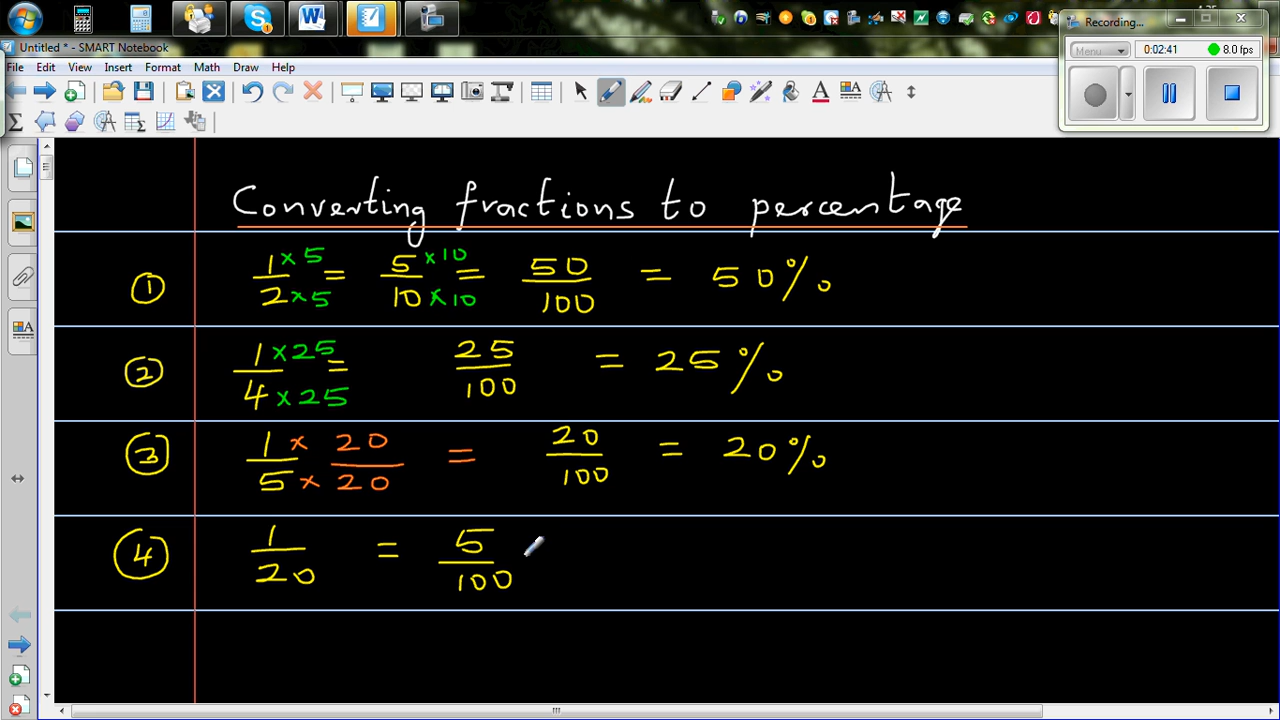 Recording...
Menu
0:02:41
8.0 fps
Untitled * - SMART Notebook
File Edit View Insert Format Math Draw Help
Converting fractions to percentage
① 1/2 ×5/×5 = 5/10 ×10/×10 = 50/100 = 50%
② 1/4 ×25/×25 = 25/100 = 25%
③ 1/5 ×/× 20/20 = 20/100 = 20%
④ 1/20 = 5/100